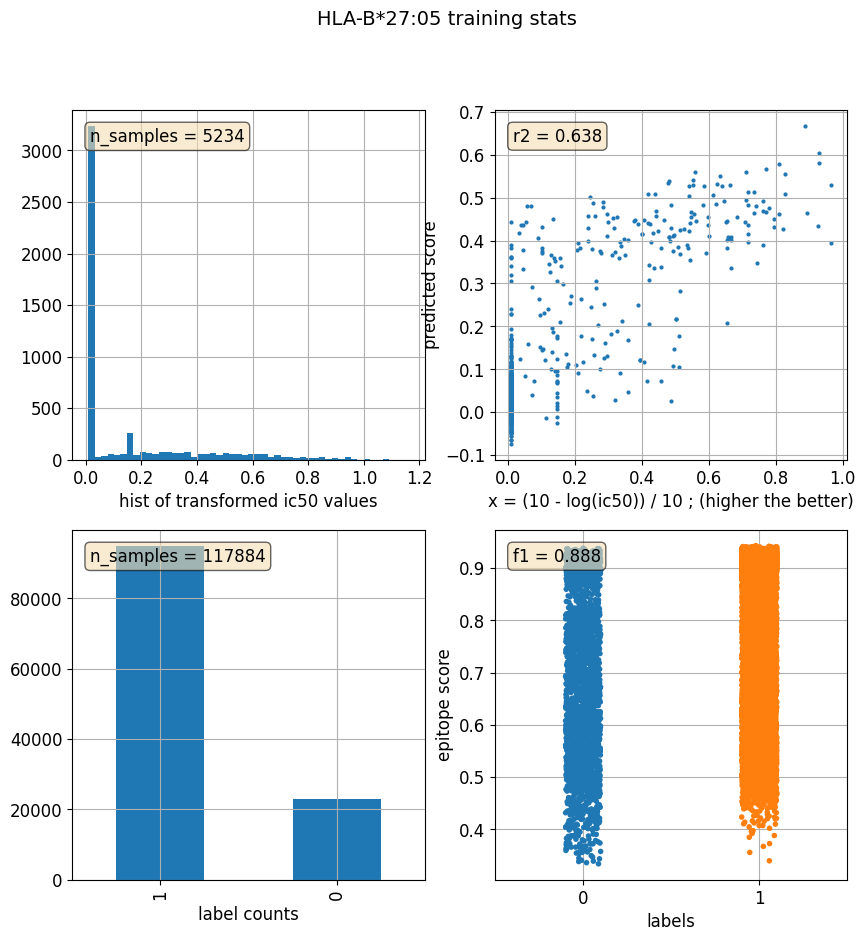 HLA-B*27:05 training stats
n_samples = 5234
3000
2500
2000
1500
1000
500
0
0.0 0.2 0.4 0.6 0.8 1.0 1.2
hist of transformed ic50 values
r2 = 0.638
predicted score
0.7
0.6
0.5
0.4
0.3
0.2
0.1
0.0
−0.1
0.0 0.2 0.4 0.6 0.8 1.0
x = (10 - log(ic50)) / 10 ; (higher the better)
n_samples = 117884
80000
60000
40000
20000
0
1 0
label counts
f1 = 0.888
epitope score
0.9
0.8
0.7
0.6
0.5
0.4
0 1
labels